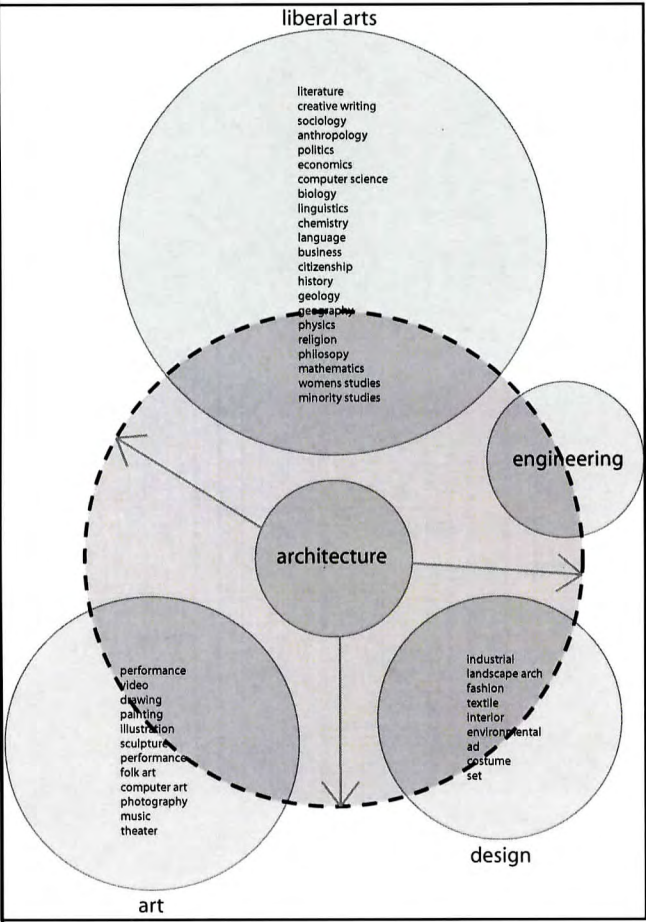 liberal arts
literature
creative writing
sociology
anthropology
politics
economics
computer science
biology
linguistics
chemistry
language
business
citizenship
history
geology
geography
physics
religion
philosopy
mathematics
womens studies
minority studies
engineering
architecture
performance
video
drawing
painting
illustration
sculpture
performance
folk art
computer art
photography
music
theater
art
industrial
landscape arch
fashion
textile
interior
environmental
ad
costume
set
design